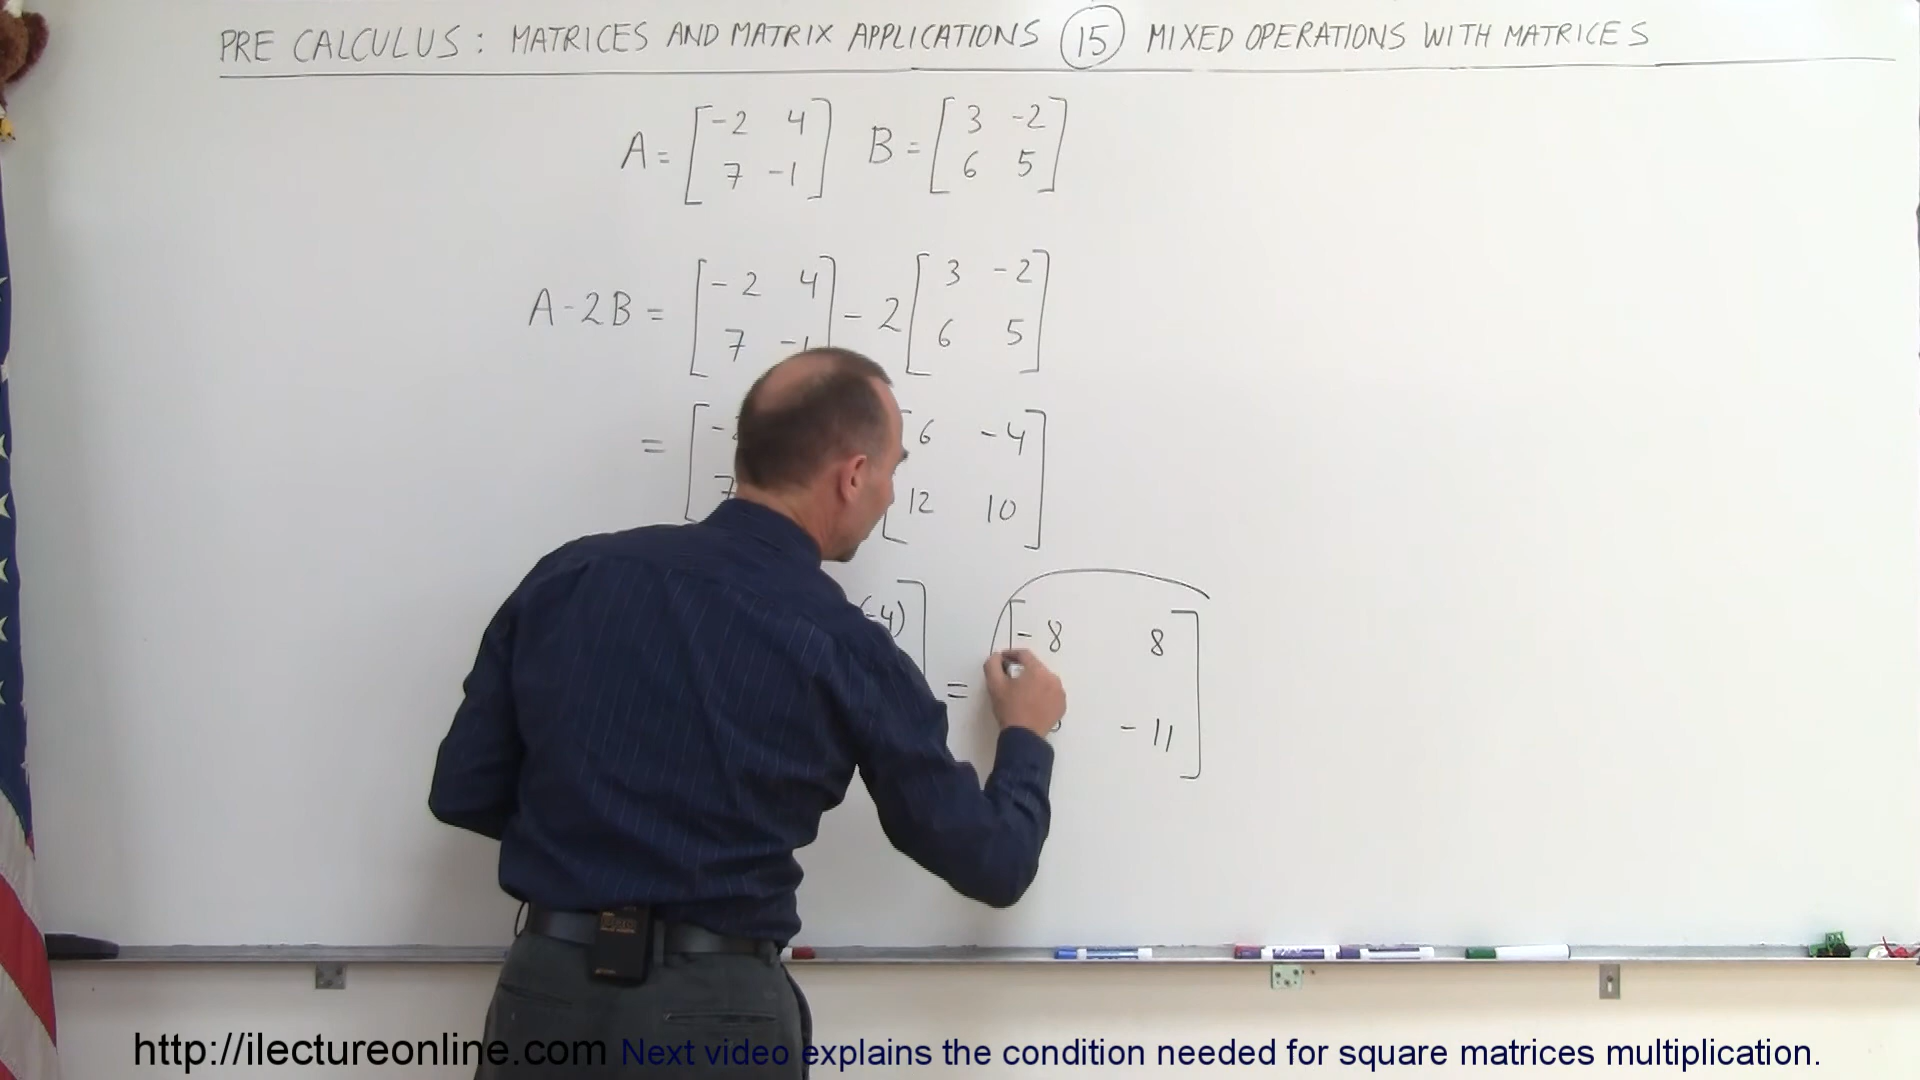 PRE CALCULUS: MATRICES AND MATRIX APPLICATIONS 15 MIXED OPERATIONS WITH MATRICES
A = [-2 4] B = [3 -2]
[7 -1] [6 5]
A-2B = [-2 4] - 2 [3 -2]
[7 -1] [6 5]
= [- 6 -4]
[7 [12 10]
(-4)] = [-8 8]
-11]
http://ilectureonline.com Next video explains the condition needed for square matrices multiplication.